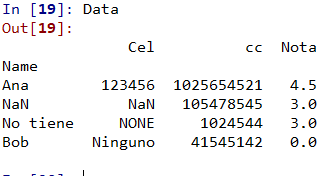 In [19]: Data
Out[19]:
Cel cc Nota
Name
Ana 123456 1025654521 4.5
NaN NaN 105478545 3.0
No tiene NONE 1024544 3.0
Bob Ninguno 41545142 0.0